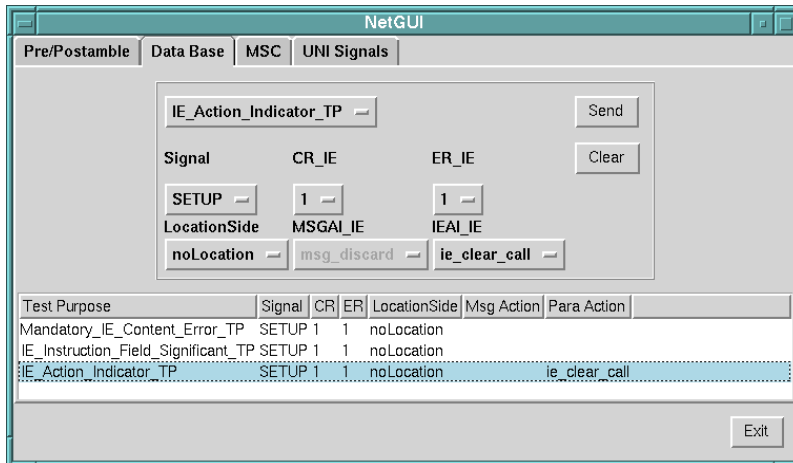 NetGUI
Pre/Postamble Data Base MSC UNI Signals
IE_Action_Indicator_TP Send
Signal CR_IE ER_IE Clear
SETUP 1 1
LocationSide MSGAI_IE IEAI_IE
noLocation msg_discard ie_clear_call
Test Purpose Signal CR ER LocationSide Msg Action Para Action
Mandatory_IE_Content_Error_TP SETUP 1 1 noLocation
IE_Instruction_Field_Significant_TP SETUP 1 1 noLocation
IE_Action_Indicator_TP SETUP 1 1 noLocation ie_clear_call
Exit